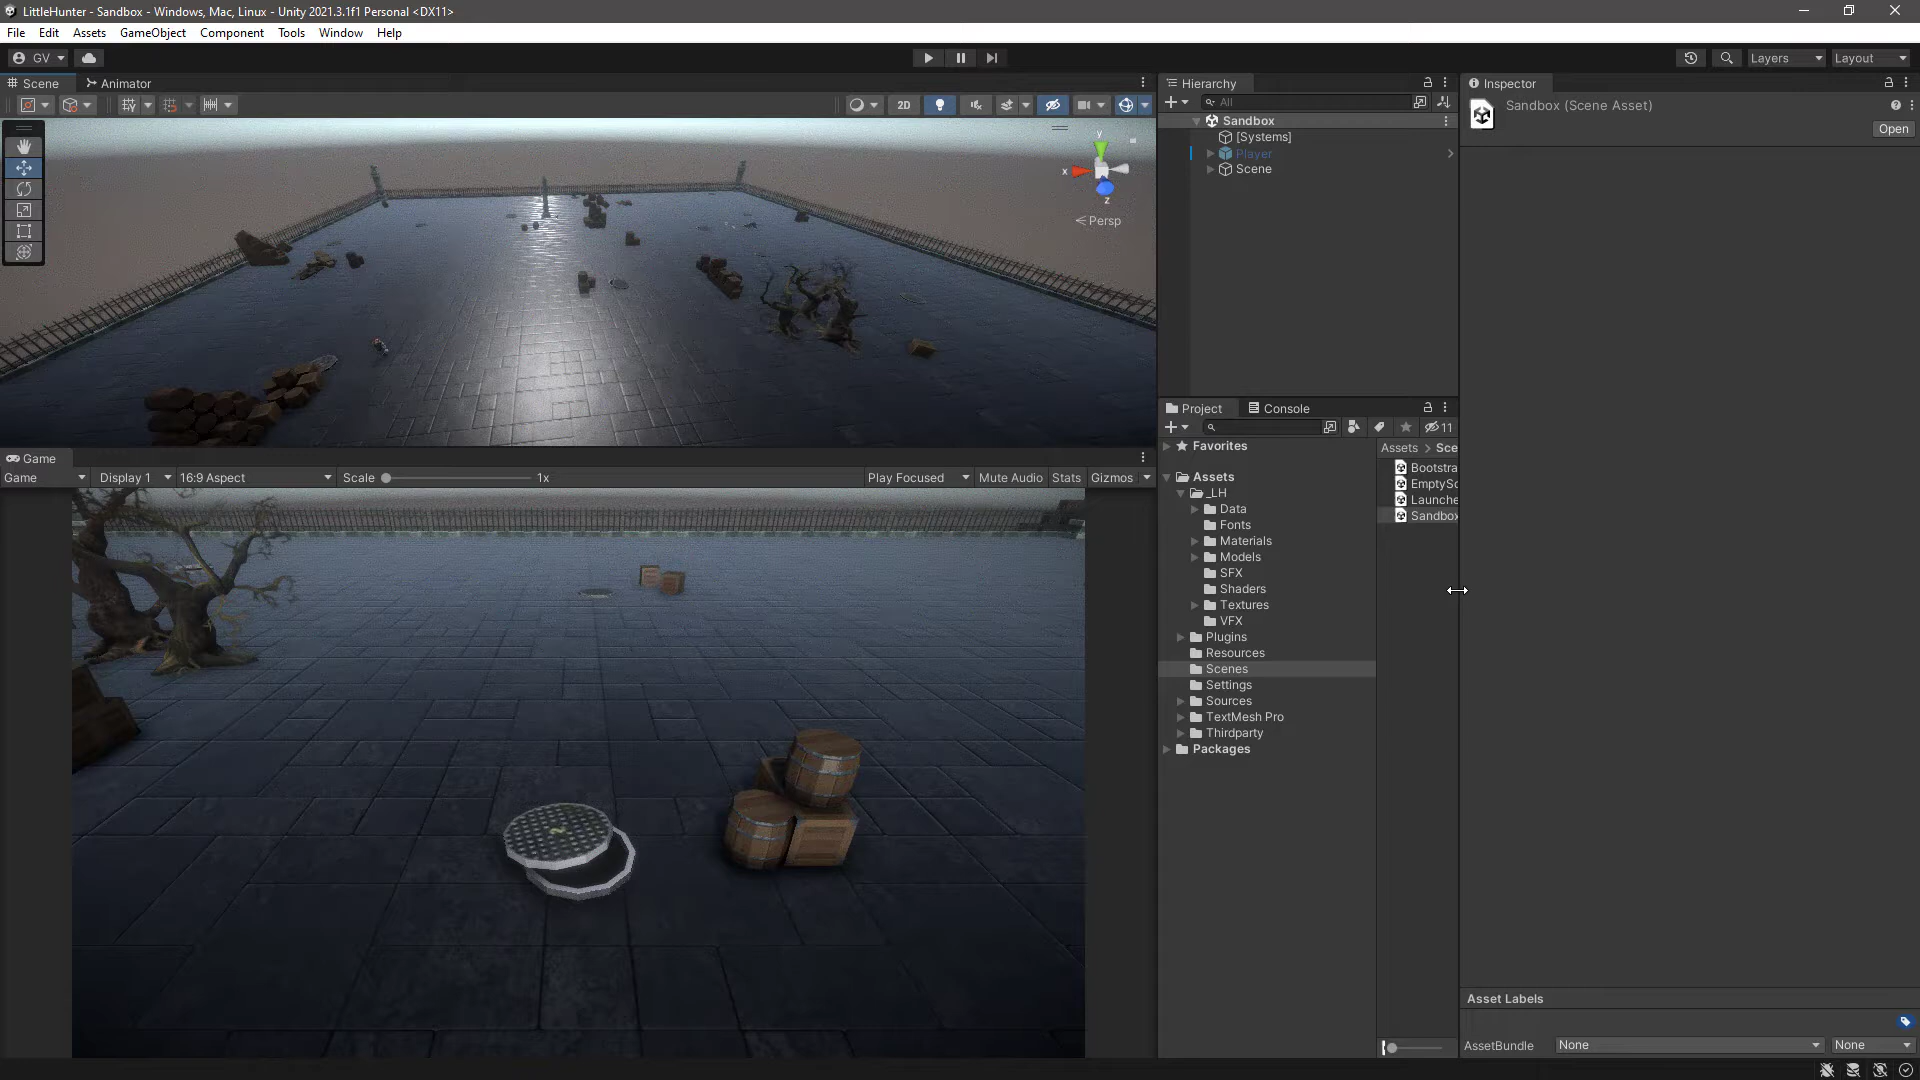 LittleHunter - Sandbox - Windows, Mac, Linux - Unity 2021.3.1f1 Personal <DX11>
File Edit Assets GameObject Component Tools Window Help
GV
Layers
Layout
Scene
Animator
2D
y
x
z
Persp
Game
Game
Display 1
16:9 Aspect
Scale
1x
Play Focused
Mute Audio
Stats
Gizmos
Hierarchy
All
Sandbox
[Systems]
Player
Scene
Project
Console
11
Favorites
Assets
_LH
Data
Fonts
Materials
Models
SFX
Shaders
Textures
VFX
Plugins
Resources
Scenes
Settings
Sources
TextMesh Pro
Thirdparty
Packages
Assets > Sce
Bootstra
EmptySc
Launche
Sandbox
Inspector
Sandbox (Scene Asset)
Open
Asset Labels
AssetBundle
None
None